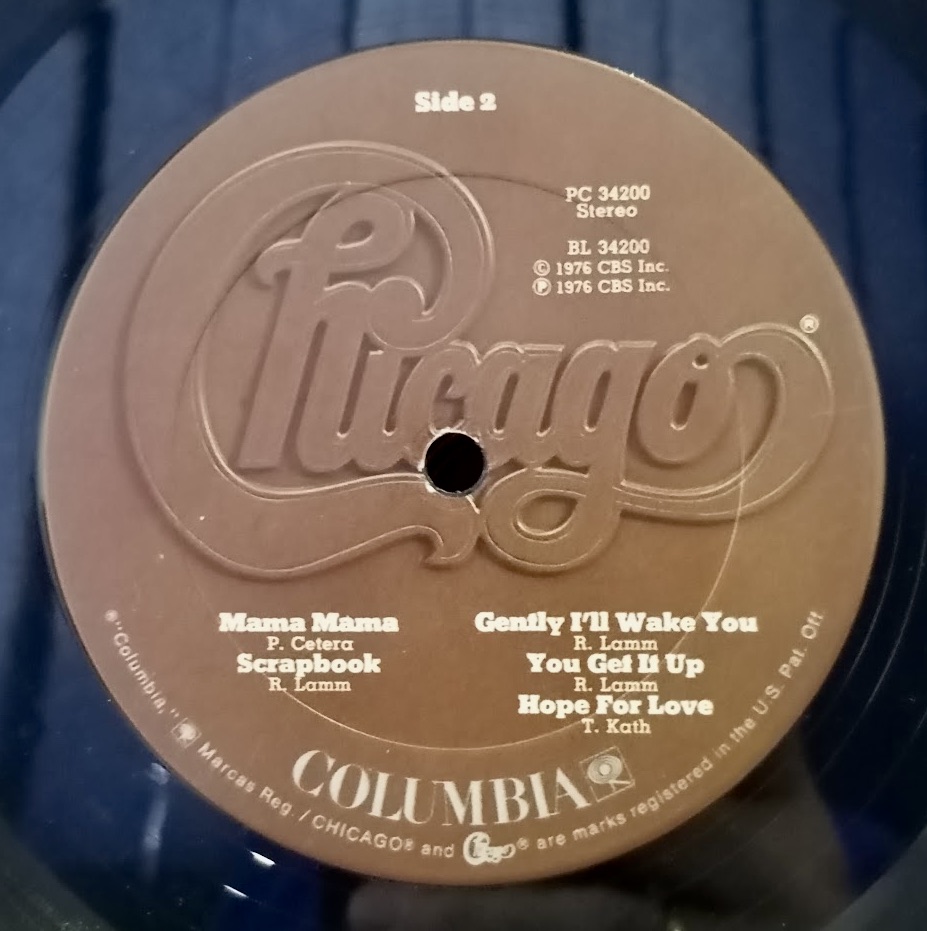 Side 2
PC 34200
Stereo
BL 34200
© 1976 CBS Inc.
℗ 1976 CBS Inc.
Chicago®
Mama Mama
P. Cetera
Scrapbook
R. Lamm
Gently I'll Wake You
R. Lamm
You Get It Up
R. Lamm
Hope For Love
T. Kath
COLUMBIA
®"Columbia," Marcas Reg. / CHICAGO® and Chicago® are marks registered in the U.S. Pat. Off.